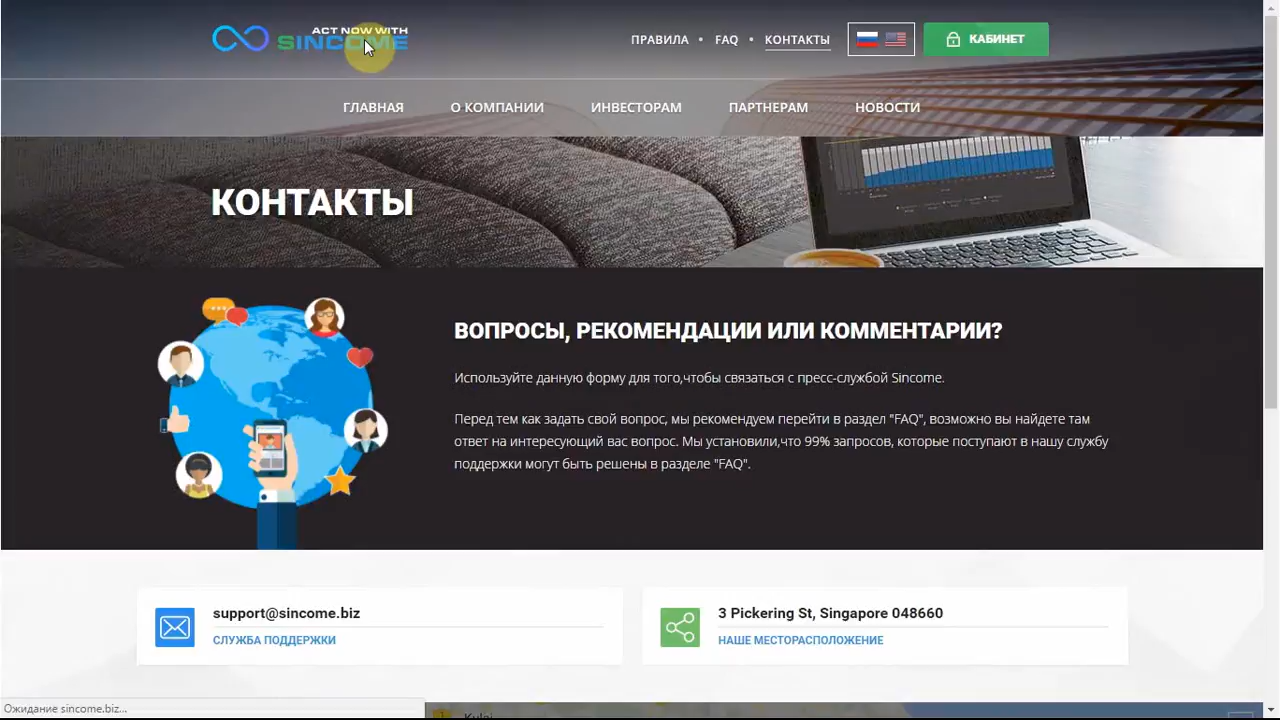 ACT NOW WITH
SINCOME
ПРАВИЛА • FAQ • КОНТАКТЫ
КАБИНЕТ
ГЛАВНАЯ О КОМПАНИИ ИНВЕСТОРАМ ПАРТНЕРАМ НОВОСТИ
КОНТАКТЫ
ВОПРОСЫ, РЕКОМЕНДАЦИИ ИЛИ КОММЕНТАРИИ?
Используйте данную форму для того,чтобы связаться с пресс-службой Sincome.
Перед тем как задать свой вопрос, мы рекомендуем перейти в раздел "FAQ", возможно вы найдете там
ответ на интересующий вас вопрос. Мы установили,что 99% запросов, которые поступают в нашу службу
поддержки могут быть решены в разделе "FAQ".
support@sincome.biz
СЛУЖБА ПОДДЕРЖКИ
3 Pickering St, Singapore 048660
НАШЕ МЕСТОРАСПОЛОЖЕНИЕ
Ожидание sincome.biz...